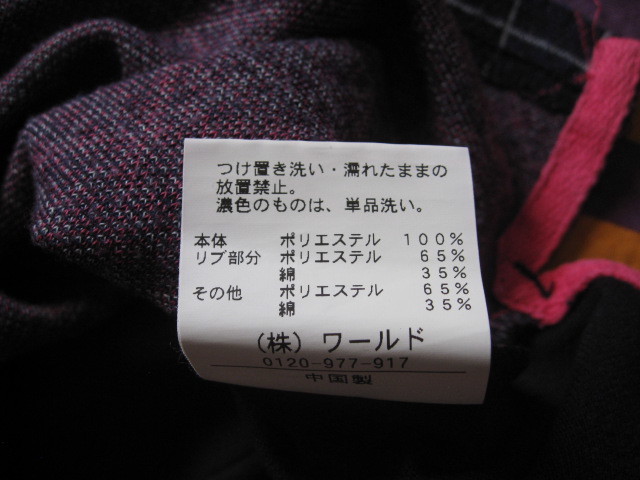 つけ置き洗い・濡れたままの
放置禁止。
濃色のものは、単品洗い。
本体 ポリエステル 100%
リブ部分 ポリエステル 65%
綿 35%
その他 ポリエステル 65%
綿 35%
(株) ワールド
0120-977-917
中国製